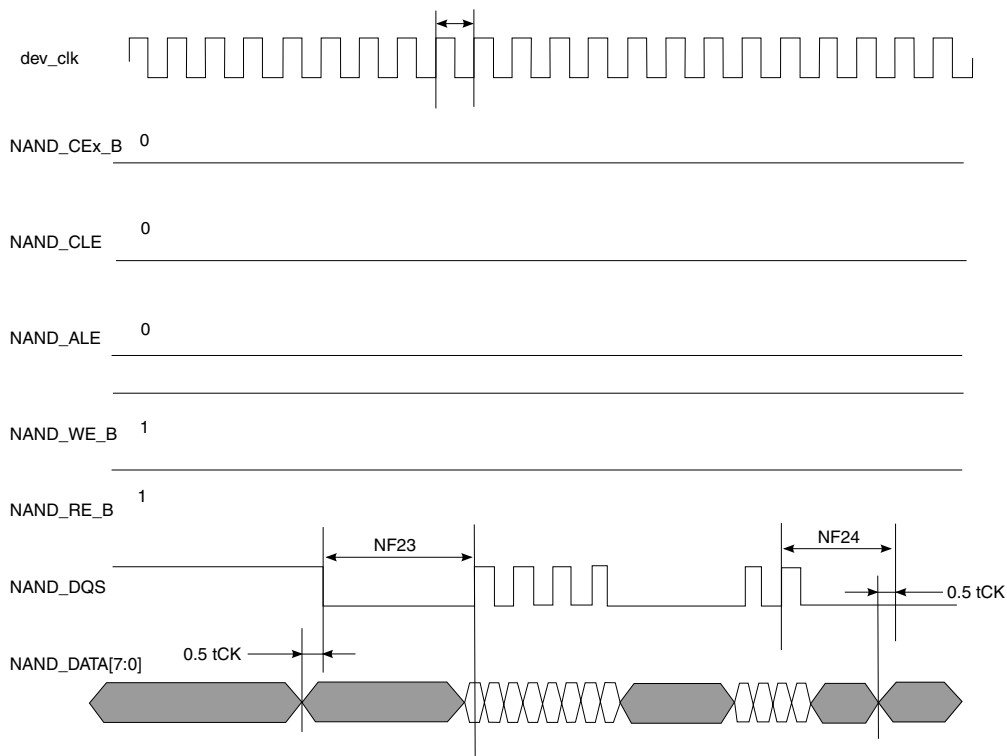 dev_clk
NAND_CEx_B 0
NAND_CLE 0
NAND_ALE 0
NAND_WE_B 1
NAND_RE_B 1
NF23
NF24
NAND_DQS
0.5 tCK
0.5 tCK
NAND_DATA[7:0]